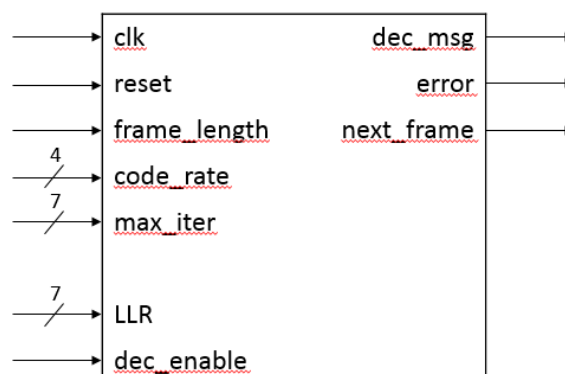 clk
dec_msg
reset
error
frame_length
next_frame
4
code_rate
7
max_iter
7
LLR
dec_enable